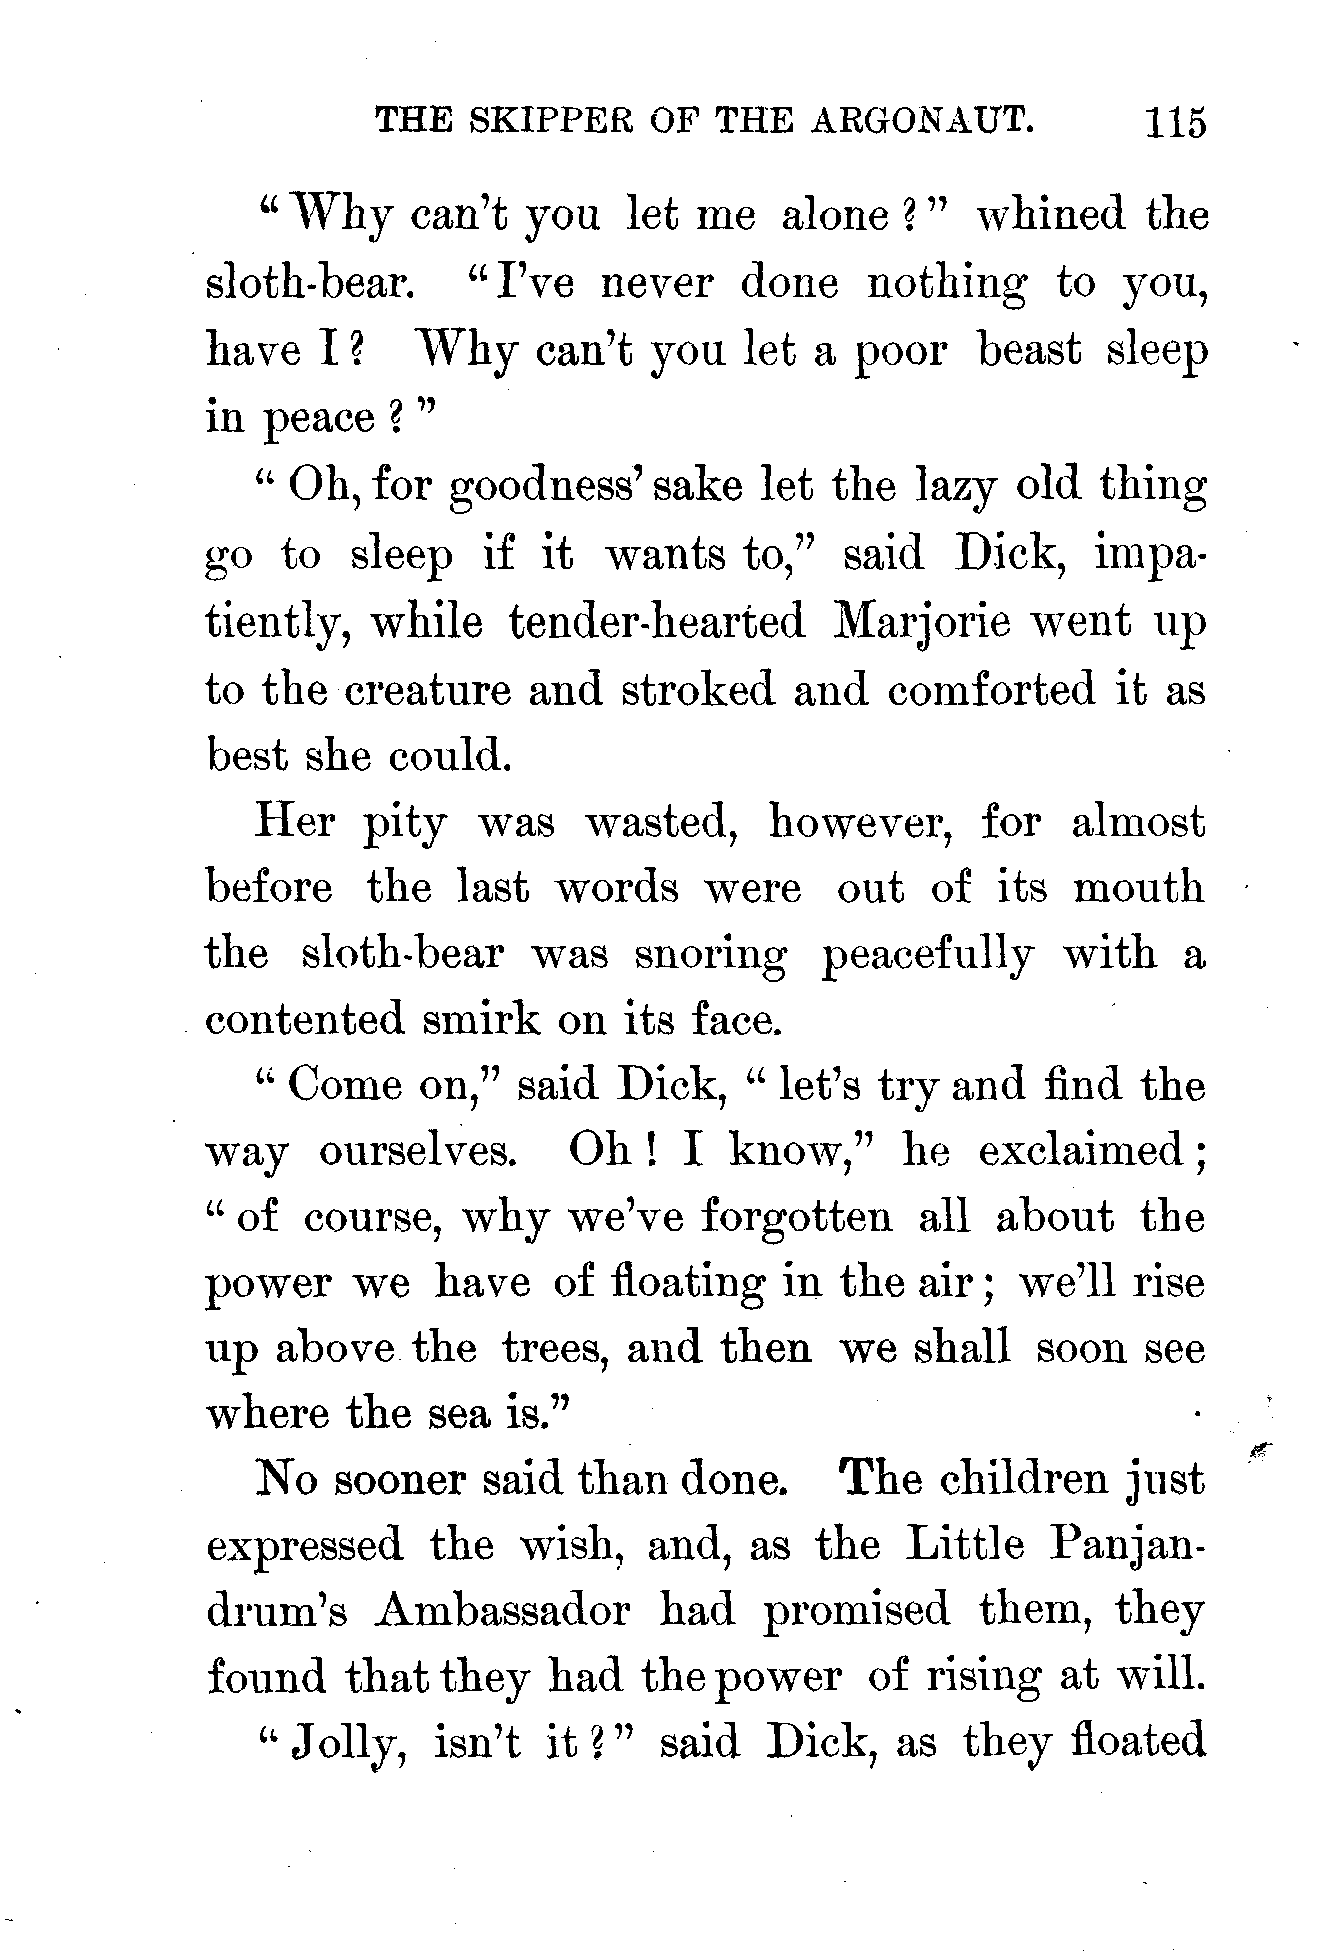 THE SKIPPER OF THE ARGONAUT. 115
“ Why can’t you let me alone ? ” whined the
sloth-bear. “ I’ve never done nothing to you,
have I ? Why can’t you let a poor beast sleep
in peace ? ”
“ Oh, for goodness’ sake let the lazy old thing
go to sleep if it wants to,” said Dick, impa-
tiently, while tender-hearted Marjorie went up
to the creature and stroked and comforted it as
best she could.
Her pity was wasted, however, for almost
before the last words were out of its mouth
the sloth-bear was snoring peacefully with a
contented smirk on its face.
“ Come on,” said Dick, “ let’s try and find the
way ourselves. Oh ! I know,” he exclaimed ;
“ of course, why we’ve forgotten all about the
power we have of floating in the air ; we’ll rise
up above the trees, and then we shall soon see
where the sea is.”
No sooner said than done. The children just
expressed the wish, and, as the Little Panjan-
drum’s Ambassador had promised them, they
found that they had the power of rising at will.
“ Jolly, isn’t it ? ” said Dick, as they floated